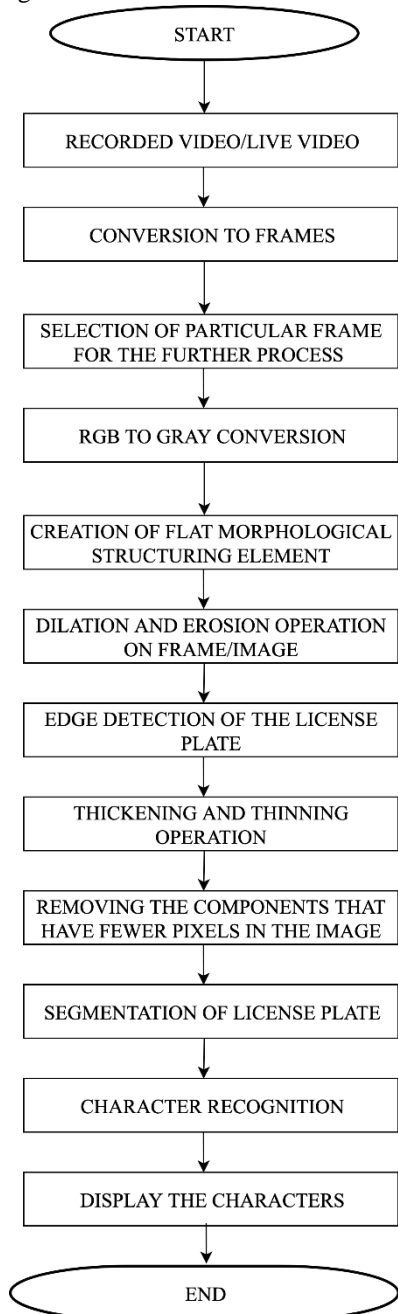 START
RECORDED VIDEO/LIVE VIDEO
CONVERSION TO FRAMES
SELECTION OF PARTICULAR FRAME
FOR THE FURTHER PROCESS
RGB TO GRAY CONVERSION
CREATION OF FLAT MORPHOLOGICAL
STRUCTURING ELEMENT
DILATION AND EROSION OPERATION
ON FRAME/IMAGE
EDGE DETECTION OF THE LICENSE
PLATE
THICKENING AND THINNING
OPERATION
REMOVING THE COMPONENTS THAT
HAVE FEWER PIXELS IN THE IMAGE
SEGMENTATION OF LICENSE PLATE
CHARACTER RECOGNITION
DISPLAY THE CHARACTERS
END